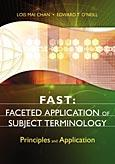 LOIS MAI CHAN • EDWARD T. O'NEILL
FAST:
FACETED APPLICATION OF
SUBJECT TERMINOLOGY
Principles and Application